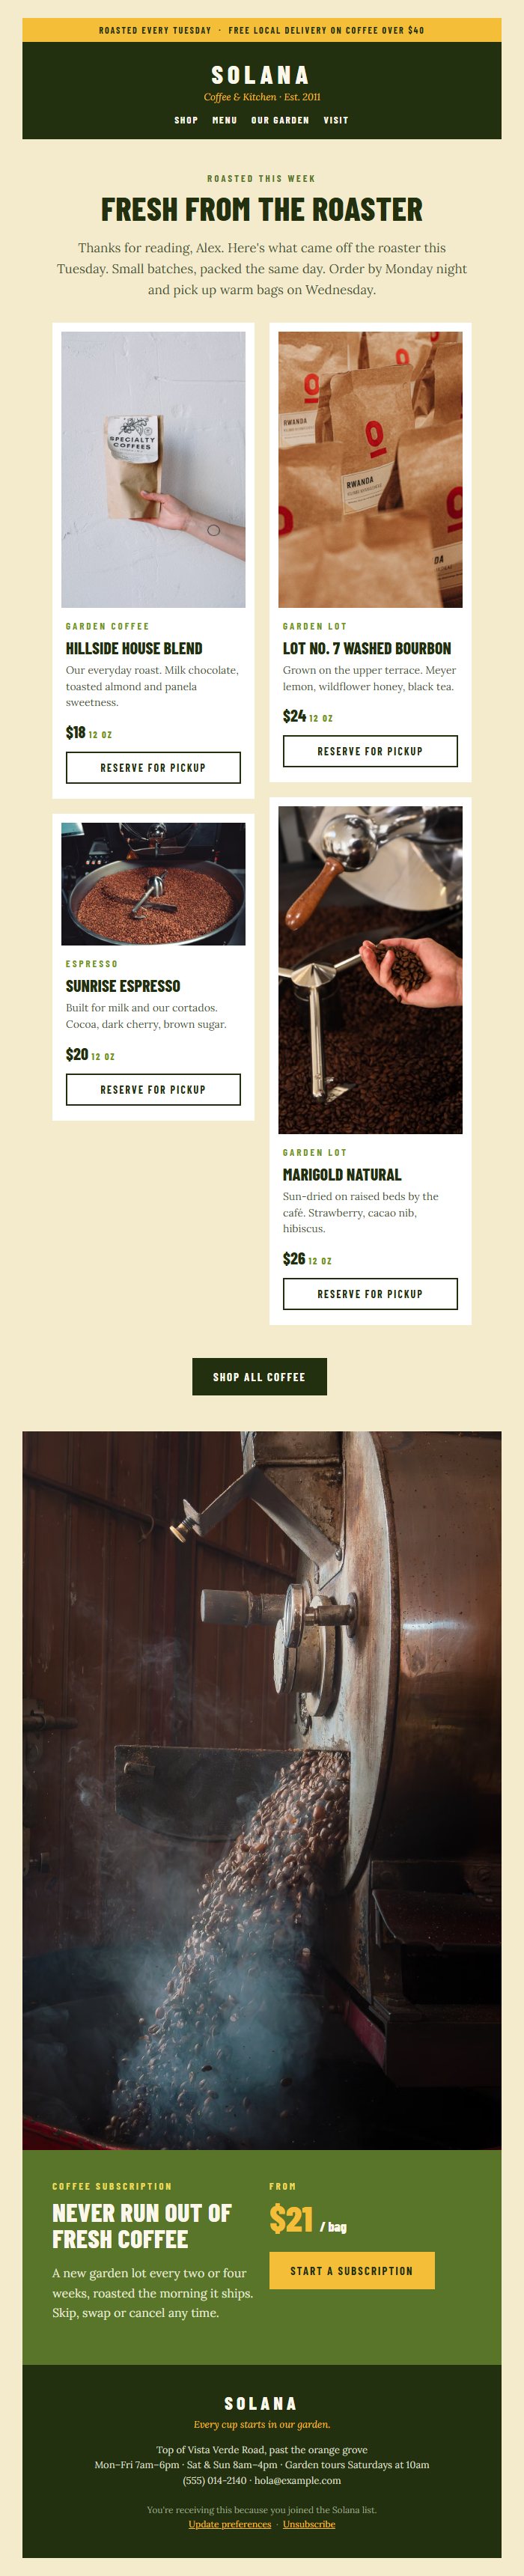 ROASTED EVERY TUESDAY · FREE LOCAL DELIVERY ON COFFEE OVER $40
SOLANA
Coffee & Kitchen · Est. 2011
SHOP MENU OUR GARDEN VISIT
ROASTED THIS WEEK
FRESH FROM THE ROASTER
Thanks for reading, Alex. Here's what came off the roaster this
Tuesday. Small batches, packed the same day. Order by Monday night
and pick up warm bags on Wednesday.
SPECIALTY
COFFEES
GARDEN COFFEE
HILLSIDE HOUSE BLEND
Our everyday roast. Milk chocolate,
toasted almond and panela
sweetness.
$18 12 OZ
RESERVE FOR PICKUP
RWANDA
RWANDA
DA
GARDEN LOT
LOT NO. 7 WASHED BOURBON
Grown on the upper terrace. Meyer
lemon, wildflower honey, black tea.
$24 12 OZ
RESERVE FOR PICKUP
ESPRESSO
SUNRISE ESPRESSO
Built for milk and our cortados.
Cocoa, dark cherry, brown sugar.
$20 12 OZ
RESERVE FOR PICKUP
GARDEN LOT
MARIGOLD NATURAL
Sun-dried on raised beds by the
café. Strawberry, cacao nib,
hibiscus.
$26 12 OZ
RESERVE FOR PICKUP
SHOP ALL COFFEE
COFFEE SUBSCRIPTION
NEVER RUN OUT OF
FRESH COFFEE
A new garden lot every two or four
weeks, roasted the morning it ships.
Skip, swap or cancel any time.
FROM
$21 / bag
START A SUBSCRIPTION
SOLANA
Every cup starts in our garden.
Top of Vista Verde Road, past the orange grove
Mon–Fri 7am–6pm · Sat & Sun 8am–4pm · Garden tours Saturdays at 10am
(555) 014-2140 · hola@example.com
You're receiving this because you joined the Solana list.
Update preferences · Unsubscribe